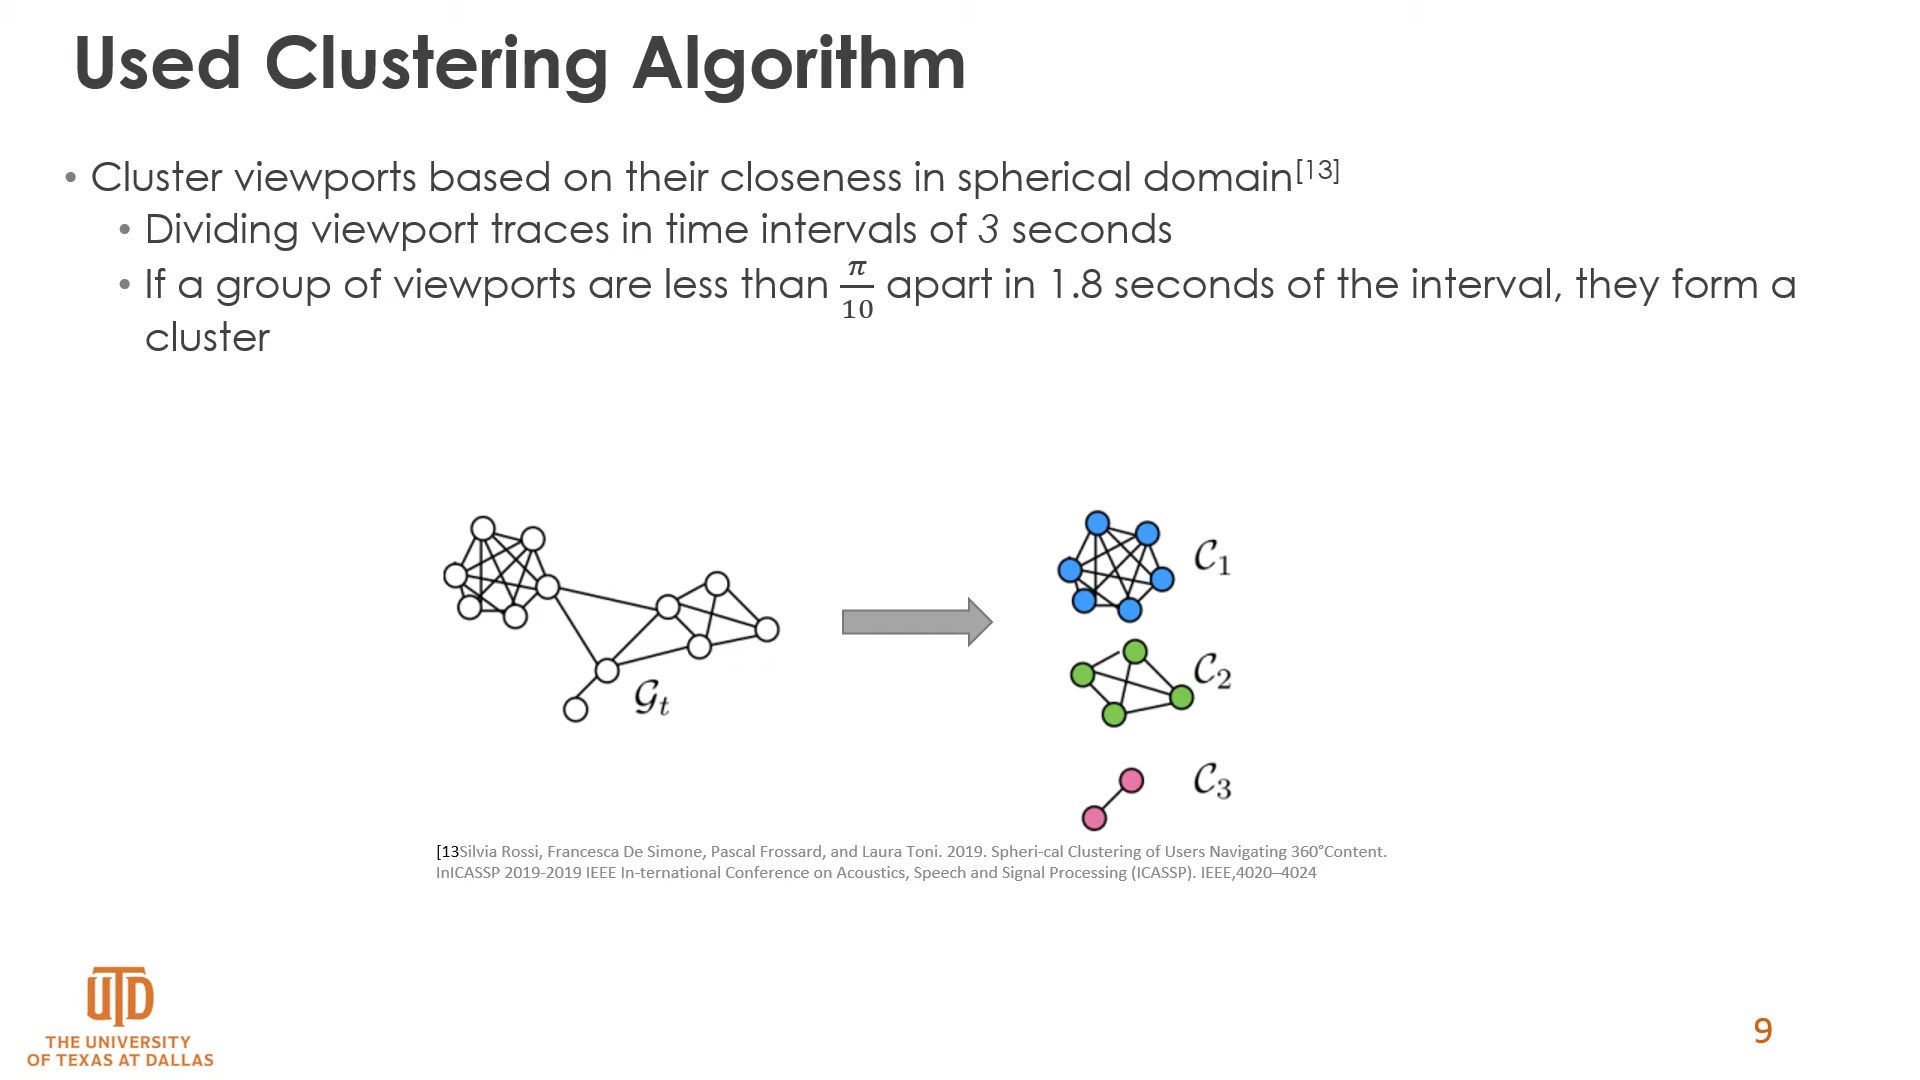 Used Clustering Algorithm
• Cluster viewports based on their closeness in spherical domain[13]
• Dividing viewport traces in time intervals of 3 seconds
• If a group of viewports are less than π/10 apart in 1.8 seconds of the interval, they form a
cluster
𝒢t
𝒞1
𝒞2
𝒞3
[13Silvia Rossi, Francesca De Simone, Pascal Frossard, and Laura Toni. 2019. Spheri-cal Clustering of Users Navigating 360°Content.
InICASSP 2019-2019 IEEE In-ternational Conference on Acoustics, Speech and Signal Processing (ICASSP). IEEE,4020–4024
UTD
THE UNIVERSITY
OF TEXAS AT DALLAS
9